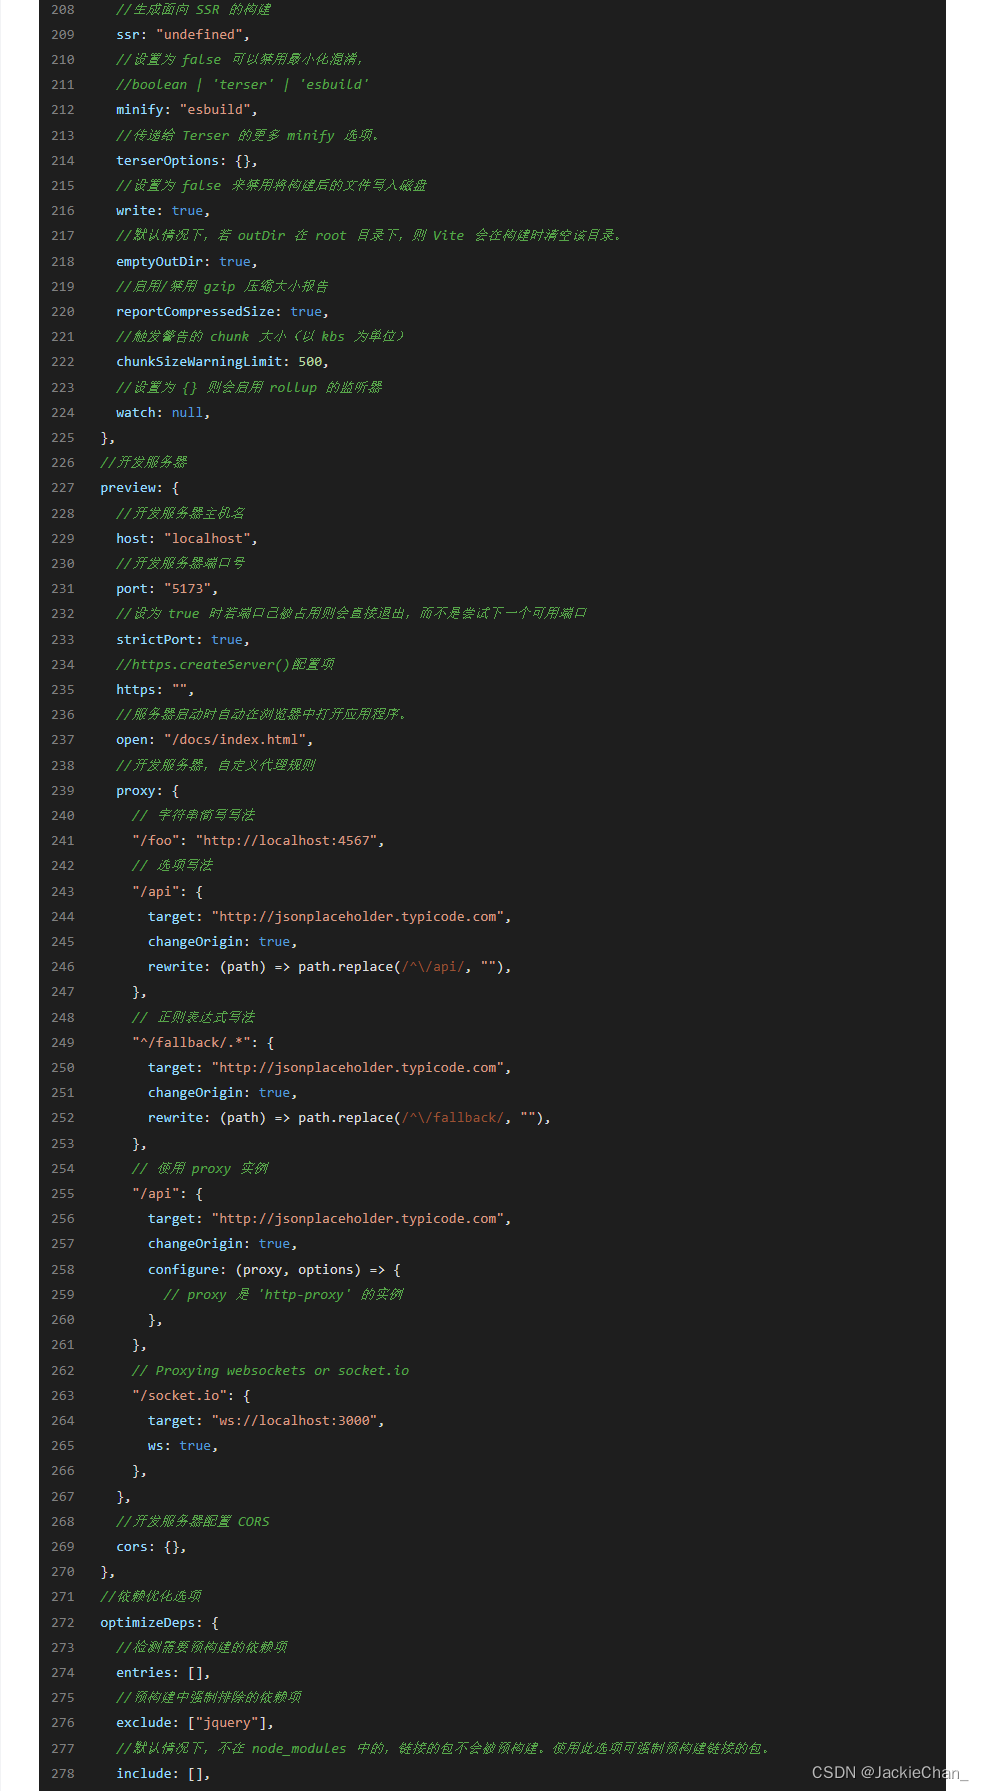 208 //生成面向 SSR 的构建
209 ssr: "undefined",
210 //设置为 false 可以禁用最小化混淆，
211 //boolean | 'terser' | 'esbuild'
212 minify: "esbuild",
213 //传递给 Terser 的更多 minify 选项。
214 terserOptions: {},
215 //设置为 false 来禁用将构建后的文件写入磁盘
216 write: true,
217 //默认情况下，若 outDir 在 root 目录下，则 Vite 会在构建时清空该目录。
218 emptyOutDir: true,
219 //启用/禁用 gzip 压缩大小报告
220 reportCompressedSize: true,
221 //触发警告的 chunk 大小（以 kbs 为单位）
222 chunkSizeWarningLimit: 500,
223 //设置为 {} 则会启用 rollup 的监听器
224 watch: null,
225 },
226 //开发服务器
227 preview: {
228 //开发服务器主机名
229 host: "localhost",
230 //开发服务器端口号
231 port: "5173",
232 //设为 true 时若端口已被占用则会直接退出，而不是尝试下一个可用端口
233 strictPort: true,
234 //https.createServer()配置项
235 https: "",
236 //服务器启动时自动在浏览器中打开应用程序。
237 open: "/docs/index.html",
238 //开发服务器，自定义代理规则
239 proxy: {
240 // 字符串简写写法
241 "/foo": "http://localhost:4567",
242 // 选项写法
243 "/api": {
244 target: "http://jsonplaceholder.typicode.com",
245 changeOrigin: true,
246 rewrite: (path) => path.replace(/^\/api/, ""),
247 },
248 // 正则表达式写法
249 "^/fallback/.*": {
250 target: "http://jsonplaceholder.typicode.com",
251 changeOrigin: true,
252 rewrite: (path) => path.replace(/^\/fallback/, ""),
253 },
254 // 使用 proxy 实例
255 "/api": {
256 target: "http://jsonplaceholder.typicode.com",
257 changeOrigin: true,
258 configure: (proxy, options) => {
259 // proxy 是 'http-proxy' 的实例
260 },
261 },
262 // Proxying websockets or socket.io
263 "/socket.io": {
264 target: "ws://localhost:3000",
265 ws: true,
266 },
267 },
268 //开发服务器配置 CORS
269 cors: {},
270 },
271 //依赖优化选项
272 optimizeDeps: {
273 //检测需要预构建的依赖项
274 entries: [],
275 //预构建中强制排除的依赖项
276 exclude: ["jquery"],
277 //默认情况下，不在 node_modules 中的，链接的包不会被预构建。使用此选项可强制预构建链接的包。
278 include: [],
CSDN @JackieChan_